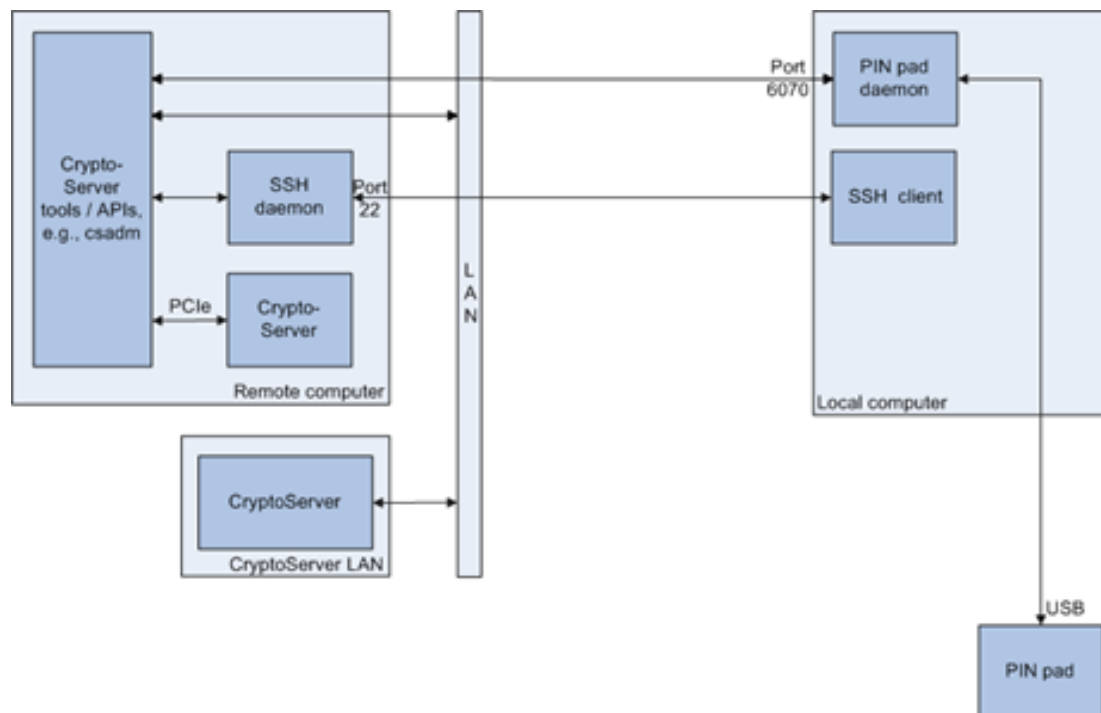 Crypto-
Server
tools / APIs,
e.g., csadm
SSH
daemon
Port
22
PCIe
Crypto-
Server
Remote computer
CryptoServer
CryptoServer LAN
L
A
N
Port
6070
PIN pad
daemon
SSH client
Local computer
USB
PIN pad